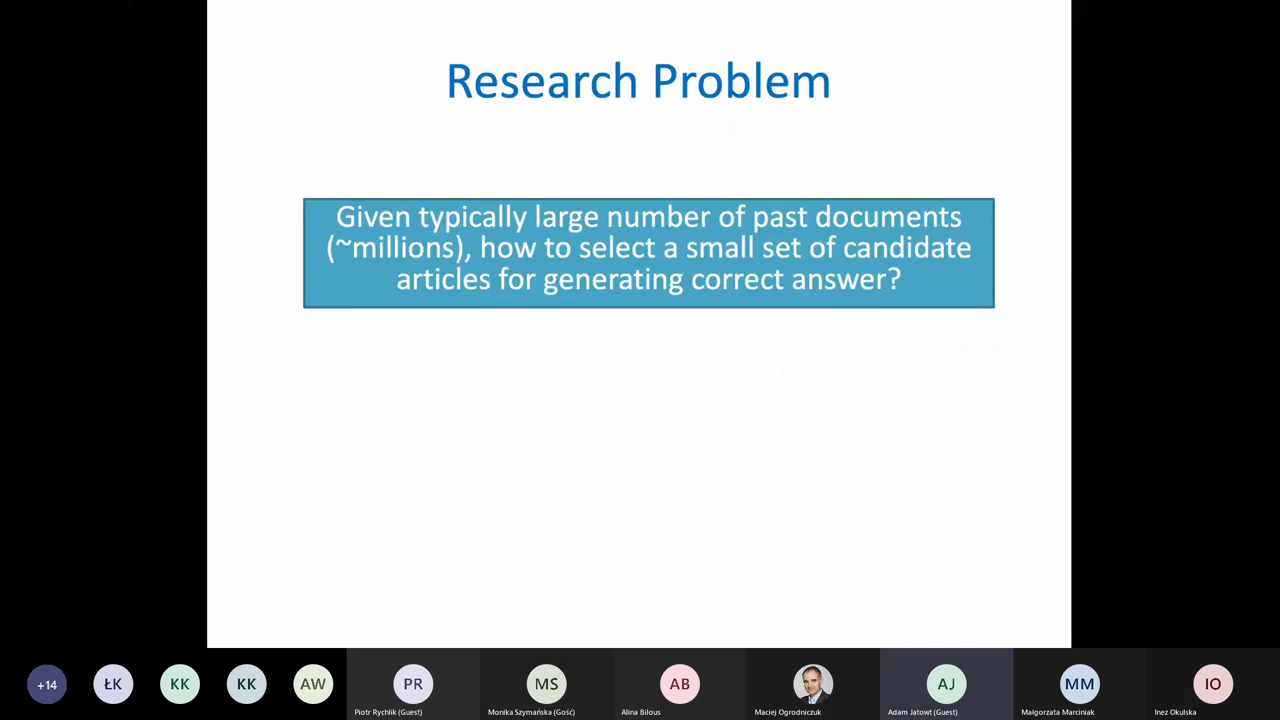 Research Problem
Given typically large number of past documents
(~millions), how to select a small set of candidate
articles for generating correct answer?
+14
ŁK
KK
KK
AW
PR
MS
AB
AJ
MM
IO
Piotr Rychlik (Guest)
Monika Szymańska (Gość)
Alina Bilous
Maciej Ogrodniczuk
Adam Jatowt (Guest)
Małgorzata Marciniak
Inez Okulska